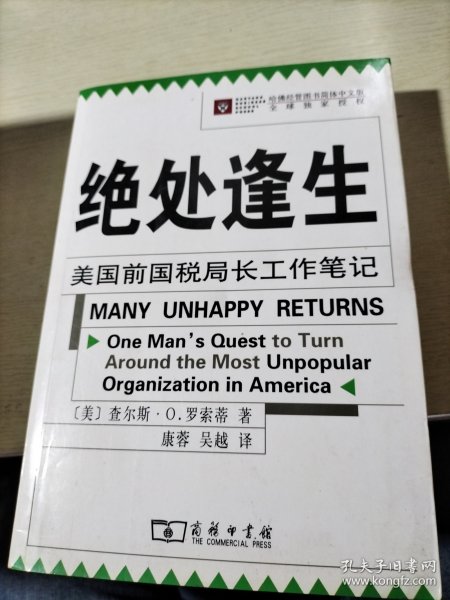 哈佛经管图书简体中文版
全球独家授权
绝处逢生
美国前国税局长工作笔记
MANY UNHAPPY RETURNS
One Man's Quest to Turn
Around the Most Unpopular
Organization in America
〔美〕查尔斯·O.罗索蒂 著
康蓉 吴越 译
商务印书馆
THE COMMERCIAL PRESS
孔夫子旧书网
www.kongfz.com